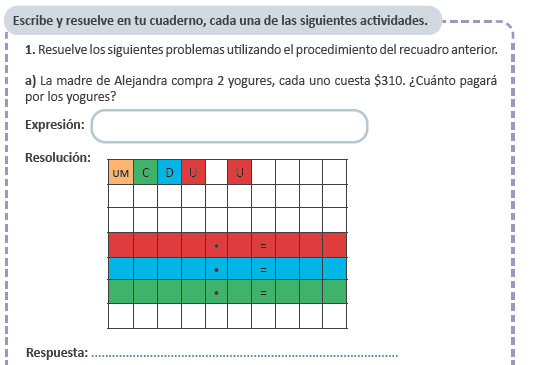 Escribe y resuelve en tu cuaderno, cada una de las siguientes actividades.
1. Resuelve los siguientes problemas utilizando el procedimiento del recuadro anterior.
a) La madre de Alejandra compra 2 yogures, cada uno cuesta $310. ¿Cuánto pagará
por los yogures?
Expresión:
Resolución:
UM C D U U
• =
• =
• =
Respuesta: ....................................................................................................